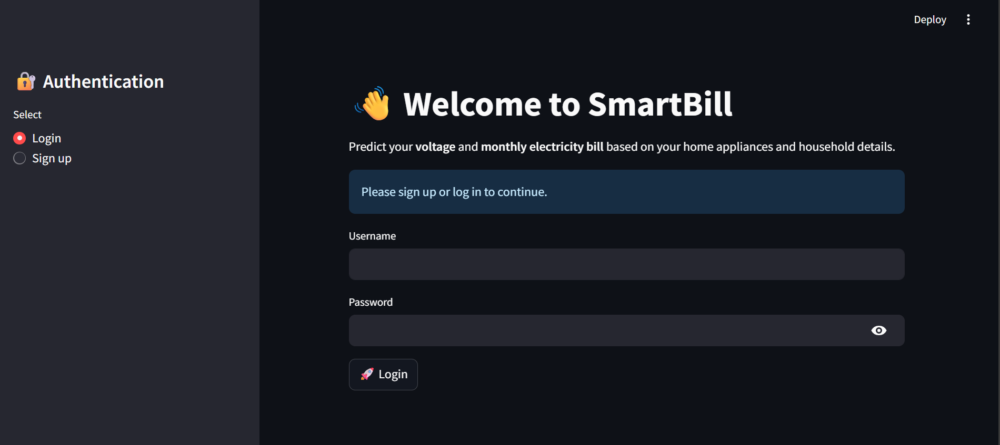 Deploy
Authentication
Select
Login
Sign up
Welcome to SmartBill
Predict your voltage and monthly electricity bill based on your home appliances and household details.
Please sign up or log in to continue.
Username
Password
Login